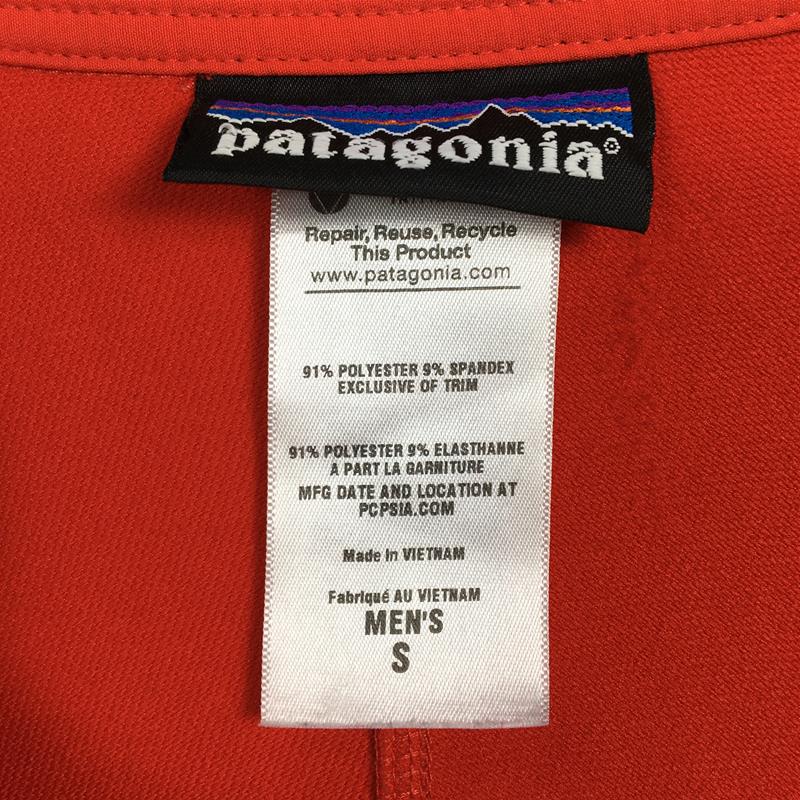 patagonia®
Repair, Reuse, Recycle
This Product
www.patagonia.com
91% POLYESTER 9% SPANDEX
EXCLUSIVE OF TRIM
91% POLYESTER 9% ELASTHANNE
A PART LA GARNITURE
MFG DATE AND LOCATION AT
PCPSIA.COM
Made in VIETNAM
Fabriqué AU VIETNAM
MEN'S
S